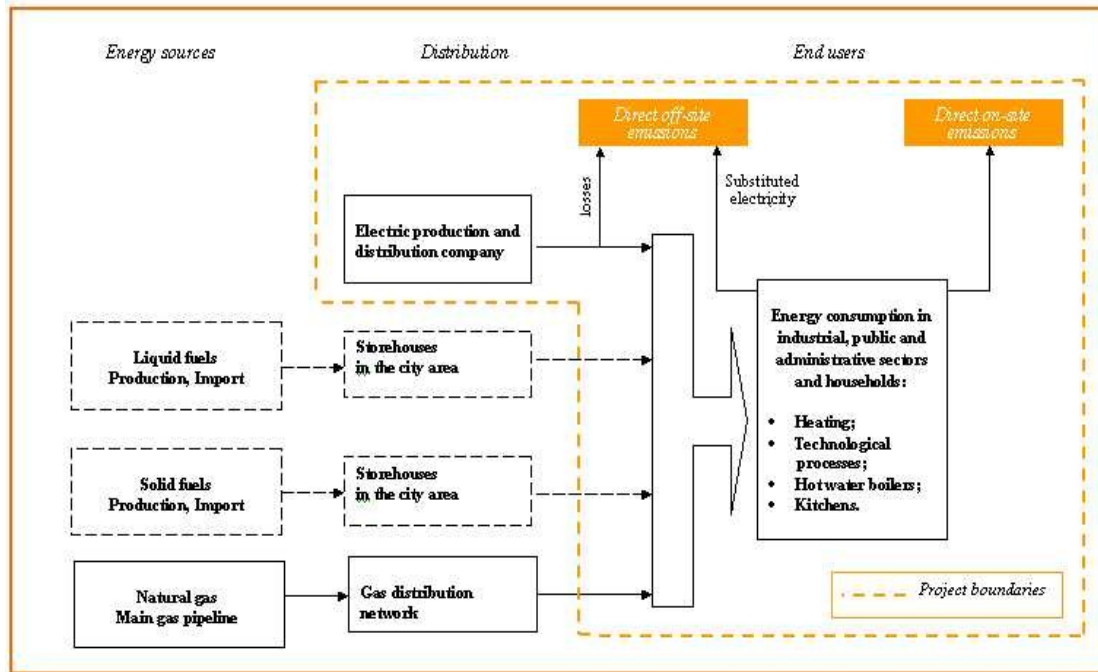 Energy sources
Distribution
End users
Direct off-site
emissions
Direct on-site
emissions
losses
Substituted
electricity
Electric production and
distribution company
Energy consumption in
industrial, public and
administrative sectors
and households:
• Heating;
• Technological
processes;
• Hot water boilers;
• Kitchens.
Liquid fuels
Production, Import
Storehouses
in the city area
Solid fuels
Production, Import
Storehouses
in the city area
Natural gas
Main gas pipeline
Gas distribution
network
Project boundaries